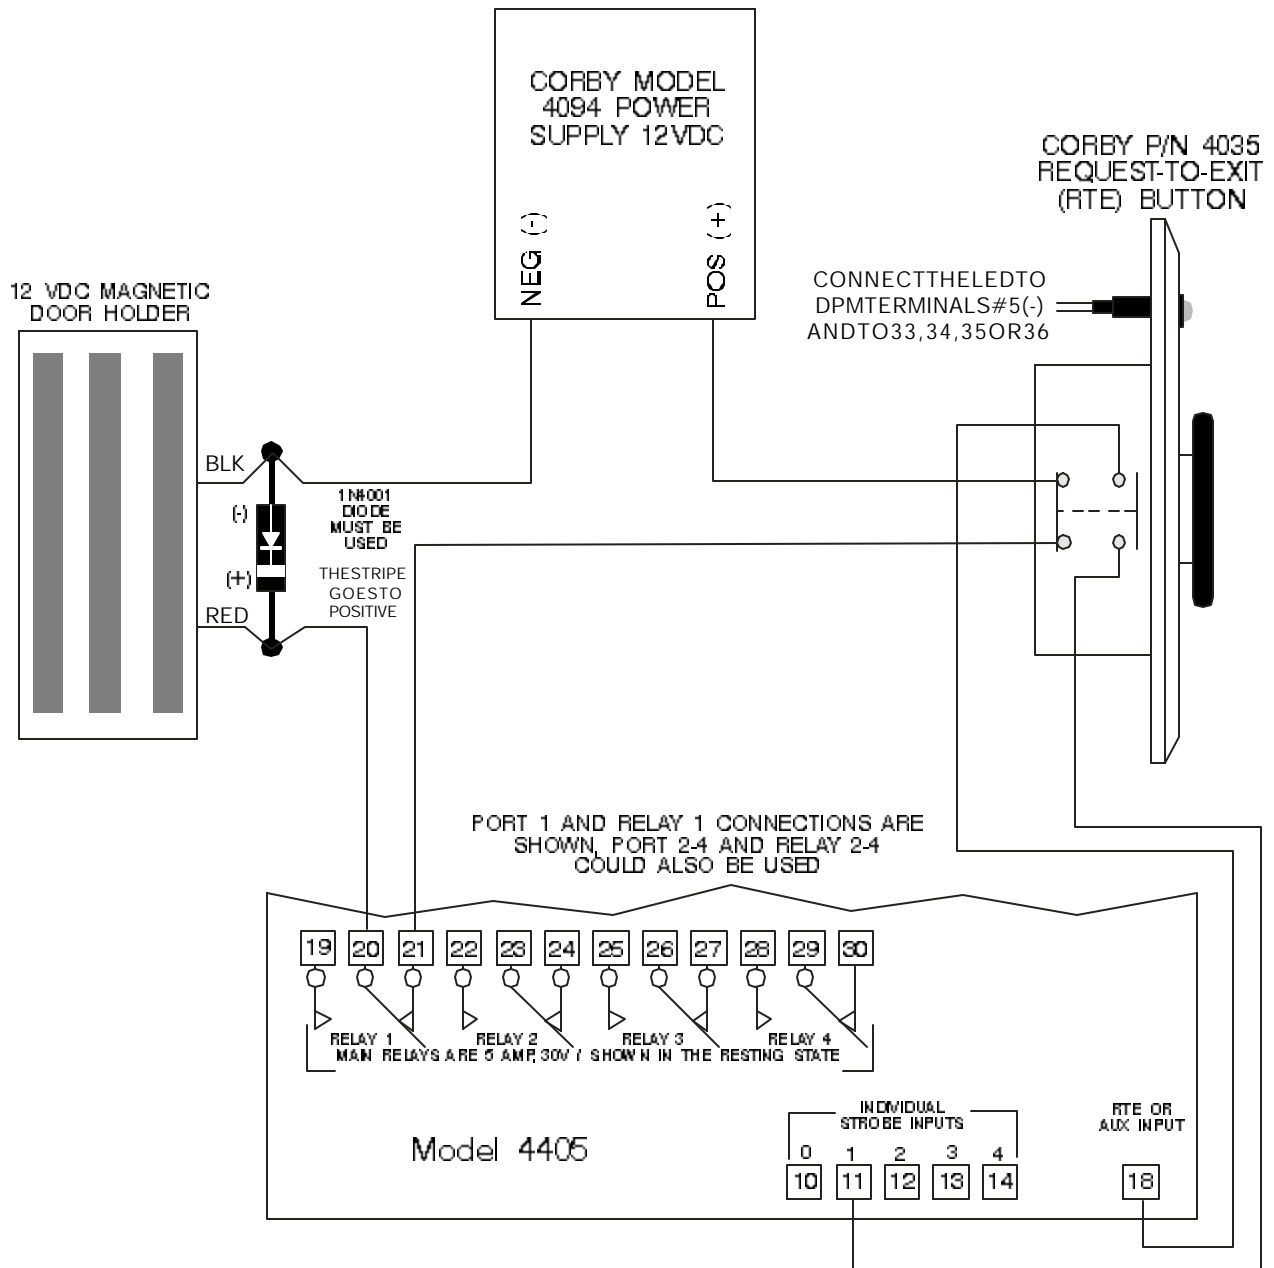 CORBY MODEL
4094 POWER
SUPPLY 12VDC
NEG (-)
POS (+)
CORBY P/N 4035
REQUEST-TO-EXIT
(RTE) BUTTON
CONNECTTHELEDTO
DPMTERMINALS#5(-)
ANDTO33,34,35OR36
12 VDC MAGNETIC
DOOR HOLDER
BLK
(-)
(+)
RED
1N4001
DIODE
MUST BE
USED
THESTRIPE
GOESTO
POSITIVE
PORT 1 AND RELAY 1 CONNECTIONS ARE
SHOWN, PORT 2-4 AND RELAY 2-4
COULD ALSO BE USED
19 20 21 22 23 24 25 26 27 28 29 30
RELAY 1 RELAY 2 RELAY 3 RELAY 4
MAIN RELAYS ARE 5 AMP, 30V / SHOWN IN THE RESTING STATE
Model 4405
INDIVIDUAL
STROBE INPUTS
0 1 2 3 4
10 11 12 13 14
RTE OR
AUX INPUT
18